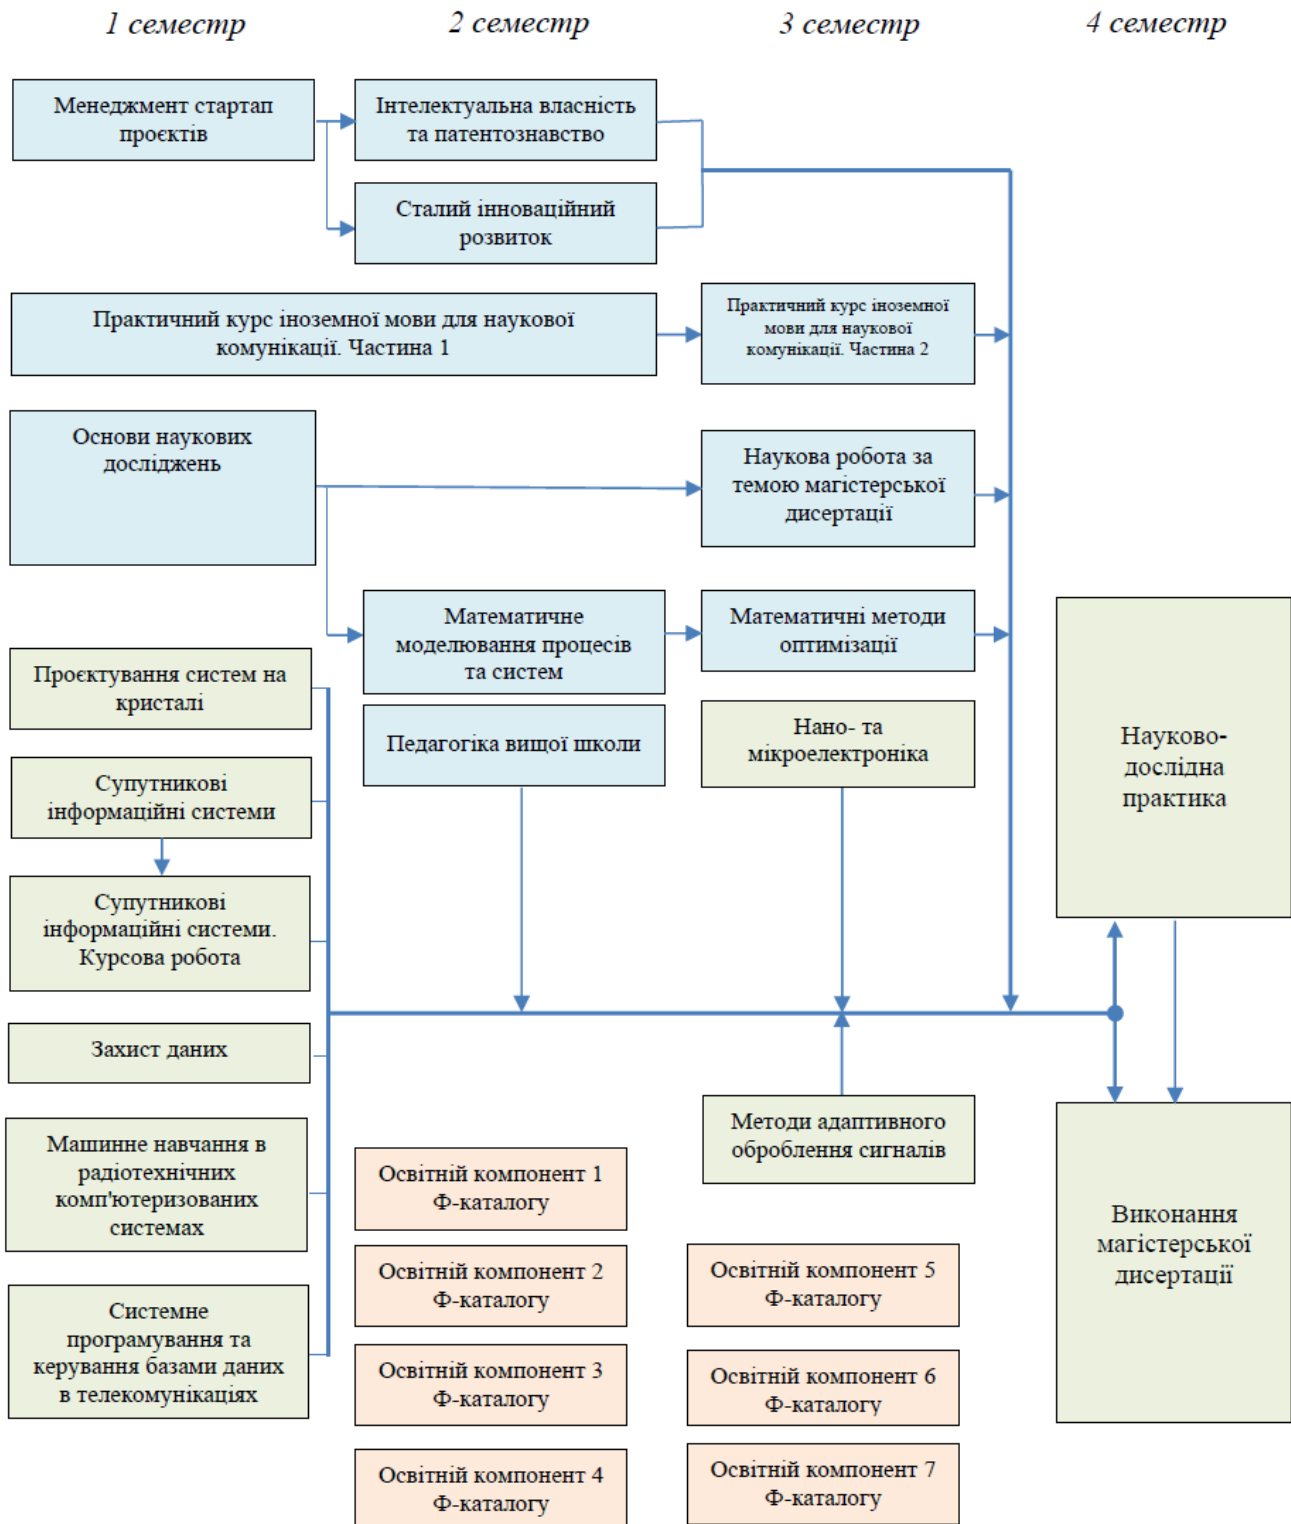 1 семестр
2 семестр
3 семестр
4 семестр
Менеджмент стартап
проєктів
Інтелектуальна власність
та патентознавство
Сталий інноваційний
розвиток
Практичний курс іноземної мови для наукової
комунікації. Частина 1
Практичний курс іноземної
мови для наукової
комунікації. Частина 2
Основи наукових
досліджень
Наукова робота за
темою магістерської
дисертації
Математичне
моделювання процесів
та систем
Математичні методи
оптимізації
Проєктування систем на
кристалі
Педагогіка вищої школи
Нано- та
мікроелектроніка
Науково-
дослідна
практика
Супутникові
інформаційні системи
Супутникові
інформаційні системи.
Курсова робота
Захист даних
Машинне навчання в
радіотехнічних
комп'ютеризованих
системах
Методи адаптивного
оброблення сигналів
Виконання
магістерської
дисертації
Системне
програмування та
керування базами даних
в телекомунікаціях
Освітній компонент 1
Ф-каталогу
Освітній компонент 2
Ф-каталогу
Освітній компонент 3
Ф-каталогу
Освітній компонент 4
Ф-каталогу
Освітній компонент 5
Ф-каталогу
Освітній компонент 6
Ф-каталогу
Освітній компонент 7
Ф-каталогу